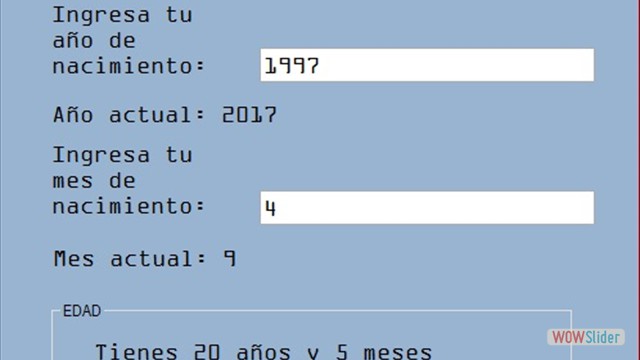 Ingresa tu
año de
nacimiento:
1997
Año actual: 2017
Ingresa tu
mes de
nacimiento:
4
Mes actual: 9
EDAD
WOWSlider
Tienes 20 años y 5 meses